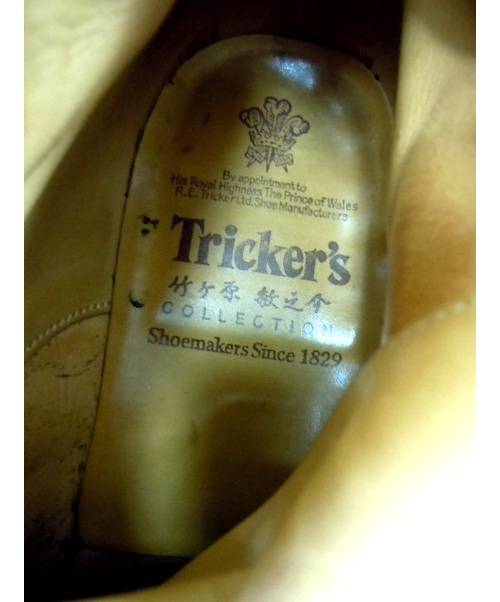 By appointment to
His Royal Highness The Prince of Wales
R.E. Tricker Ltd. Shoe Manufacturers
Tricker's
竹ヶ原 敏之介
COLLECTION
Shoemakers Since 1829